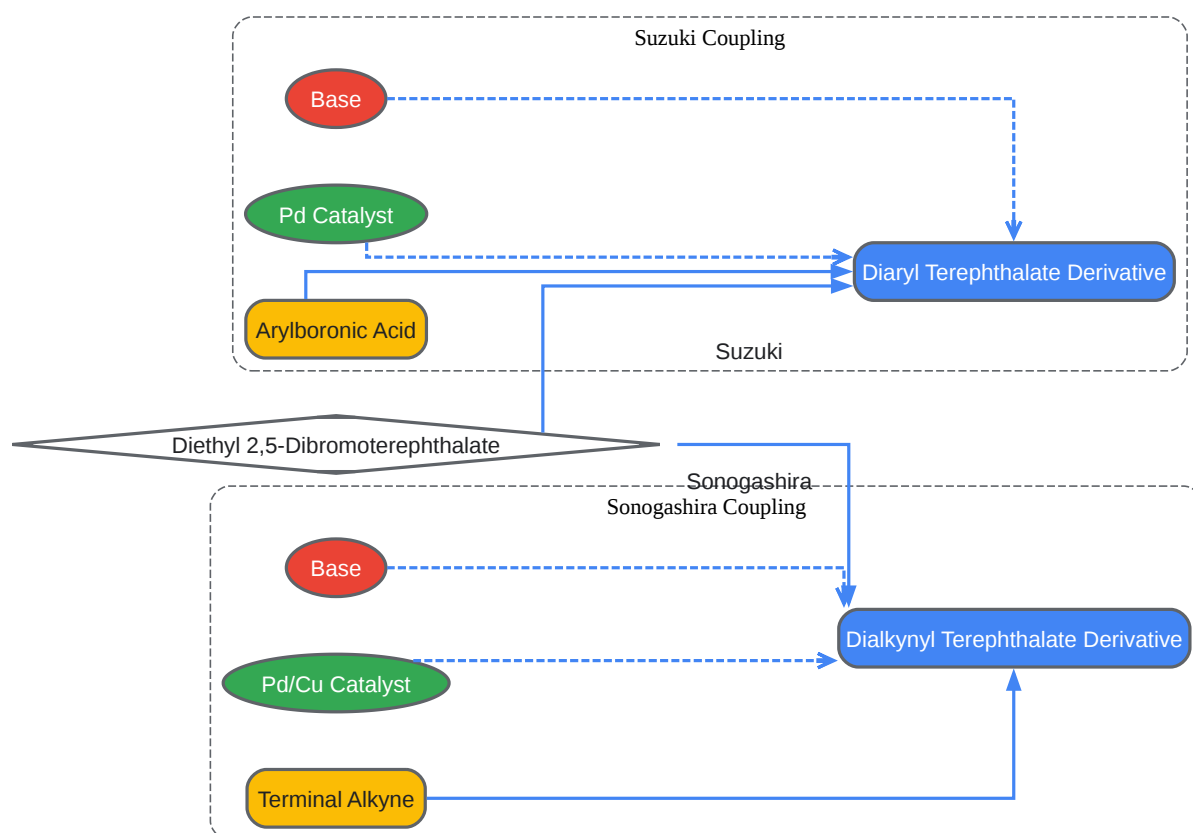 Suzuki Coupling
Base
Pd Catalyst
Diaryl Terephthalate Derivative
Arylboronic Acid
Suzuki
Diethyl 2,5-Dibromoterephthalate
Sonogashira
Sonogashira Coupling
Base
Dialkynyl Terephthalate Derivative
Pd/Cu Catalyst
Terminal Alkyne